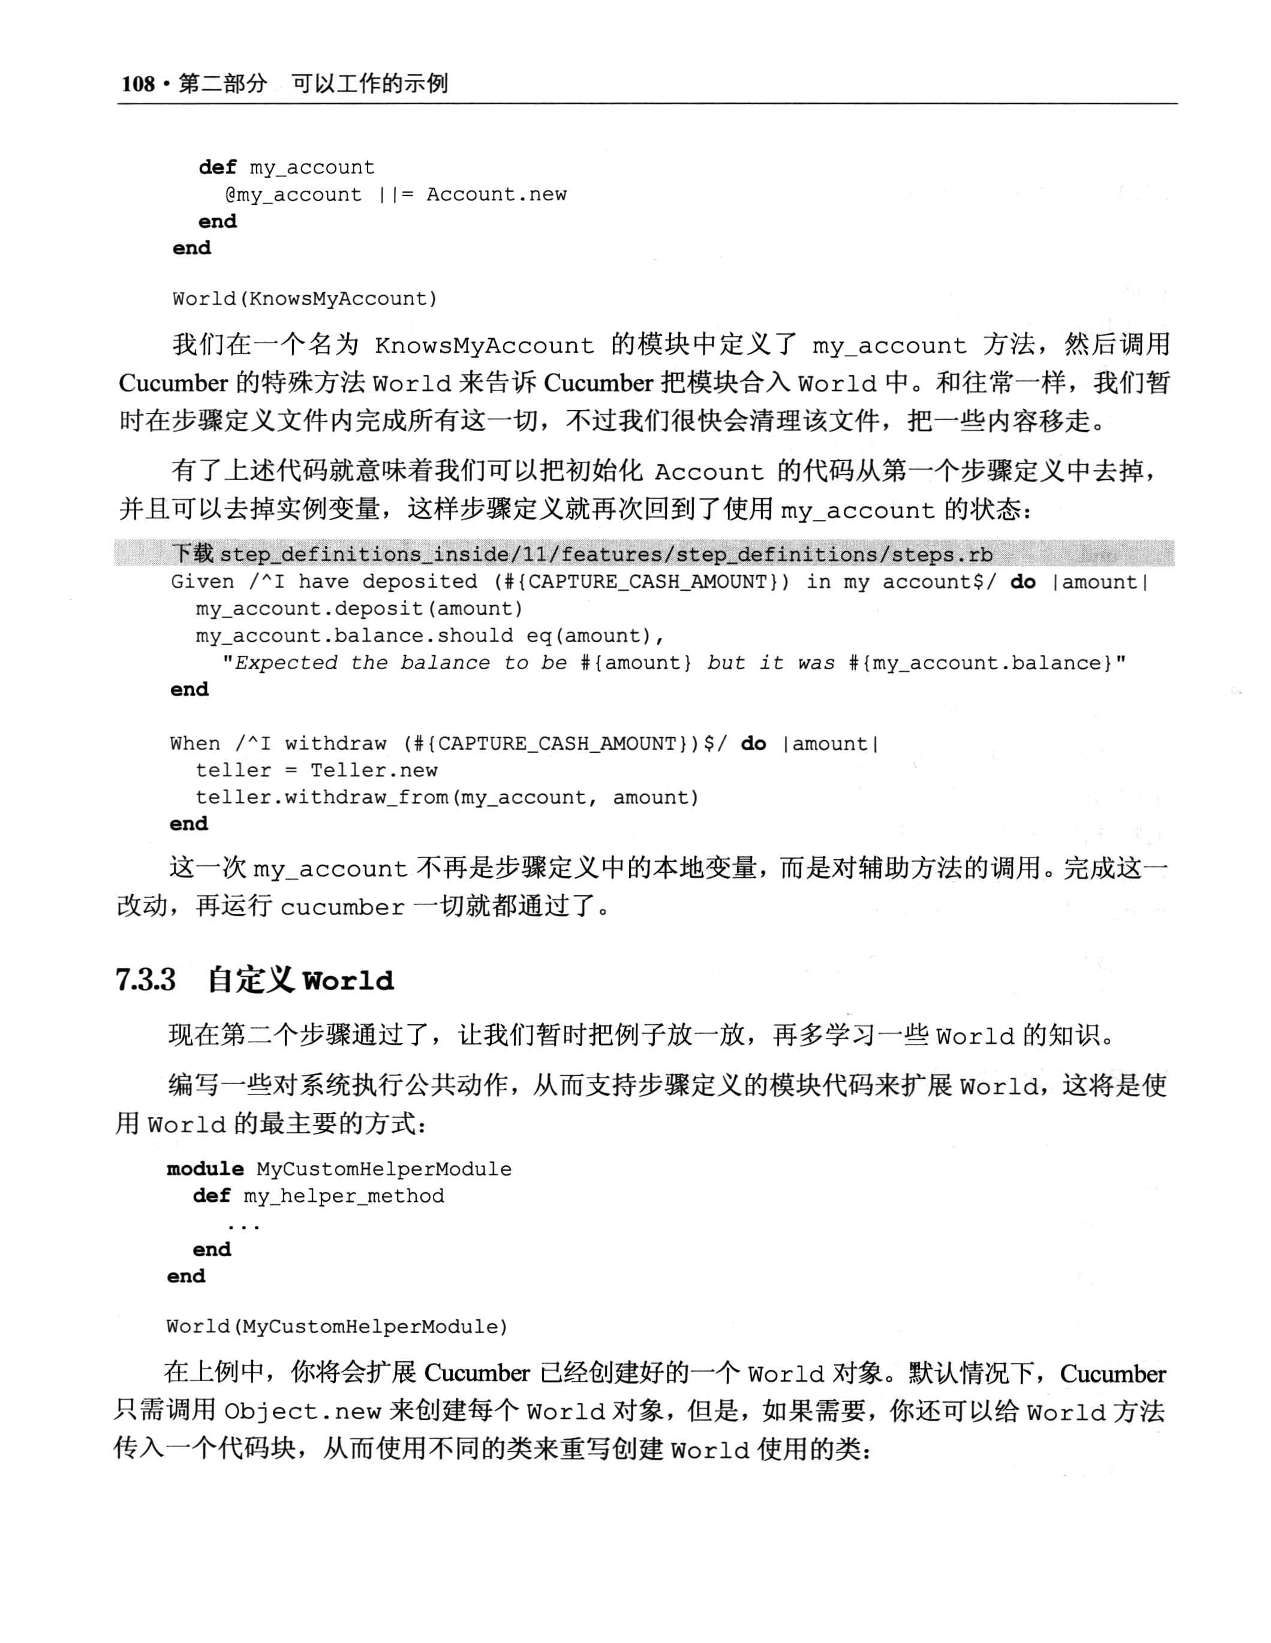 108·第二部分 可以工作的示例
def my_account
@my_account ||= Account.new
end
end
World(KnowsMyAccount)
我们在一个名为 KnowsMyAccount 的模块中定义了 my_account 方法，然后调用
Cucumber 的特殊方法 World 来告诉 Cucumber 把模块合入 World 中。和往常一样，我们暂
时在步骤定义文件内完成所有这一切，不过我们很快会清理该文件，把一些内容移走。
有了上述代码就意味着我们可以把初始化 Account 的代码从第一个步骤定义中去掉，
并且可以去掉实例变量，这样步骤定义就再次回到了使用 my_account 的状态：
下载 step_definitions_inside/11/features/step_definitions/steps.rb
Given /^I have deposited (#{CAPTURE_CASH_AMOUNT}) in my account$/ do |amount|
my_account.deposit(amount)
my_account.balance.should eq(amount),
"Expected the balance to be #{amount} but it was #{my_account.balance}"
end
When /^I withdraw (#{CAPTURE_CASH_AMOUNT})$/ do |amount|
teller = Teller.new
teller.withdraw_from(my_account, amount)
end
这一次 my_account 不再是步骤定义中的本地变量，而是对辅助方法的调用。完成这一
改动，再运行 cucumber 一切就都通过了。
7.3.3 自定义 World
现在第二个步骤通过了，让我们暂时把例子放一放，再多学习一些 World 的知识。
编写一些对系统执行公共动作，从而支持步骤定义的模块代码来扩展 World，这将是使
用 World 的最主要的方式：
module MyCustomHelperModule
def my_helper_method
...
end
end
World(MyCustomHelperModule)
在上例中，你将会扩展 Cucumber 已经创建好的一个 World 对象。默认情况下，Cucumber
只需调用 Object.new 来创建每个 World 对象，但是，如果需要，你还可以给 World 方法
传入一个代码块，从而使用不同的类来重写创建 World 使用的类：